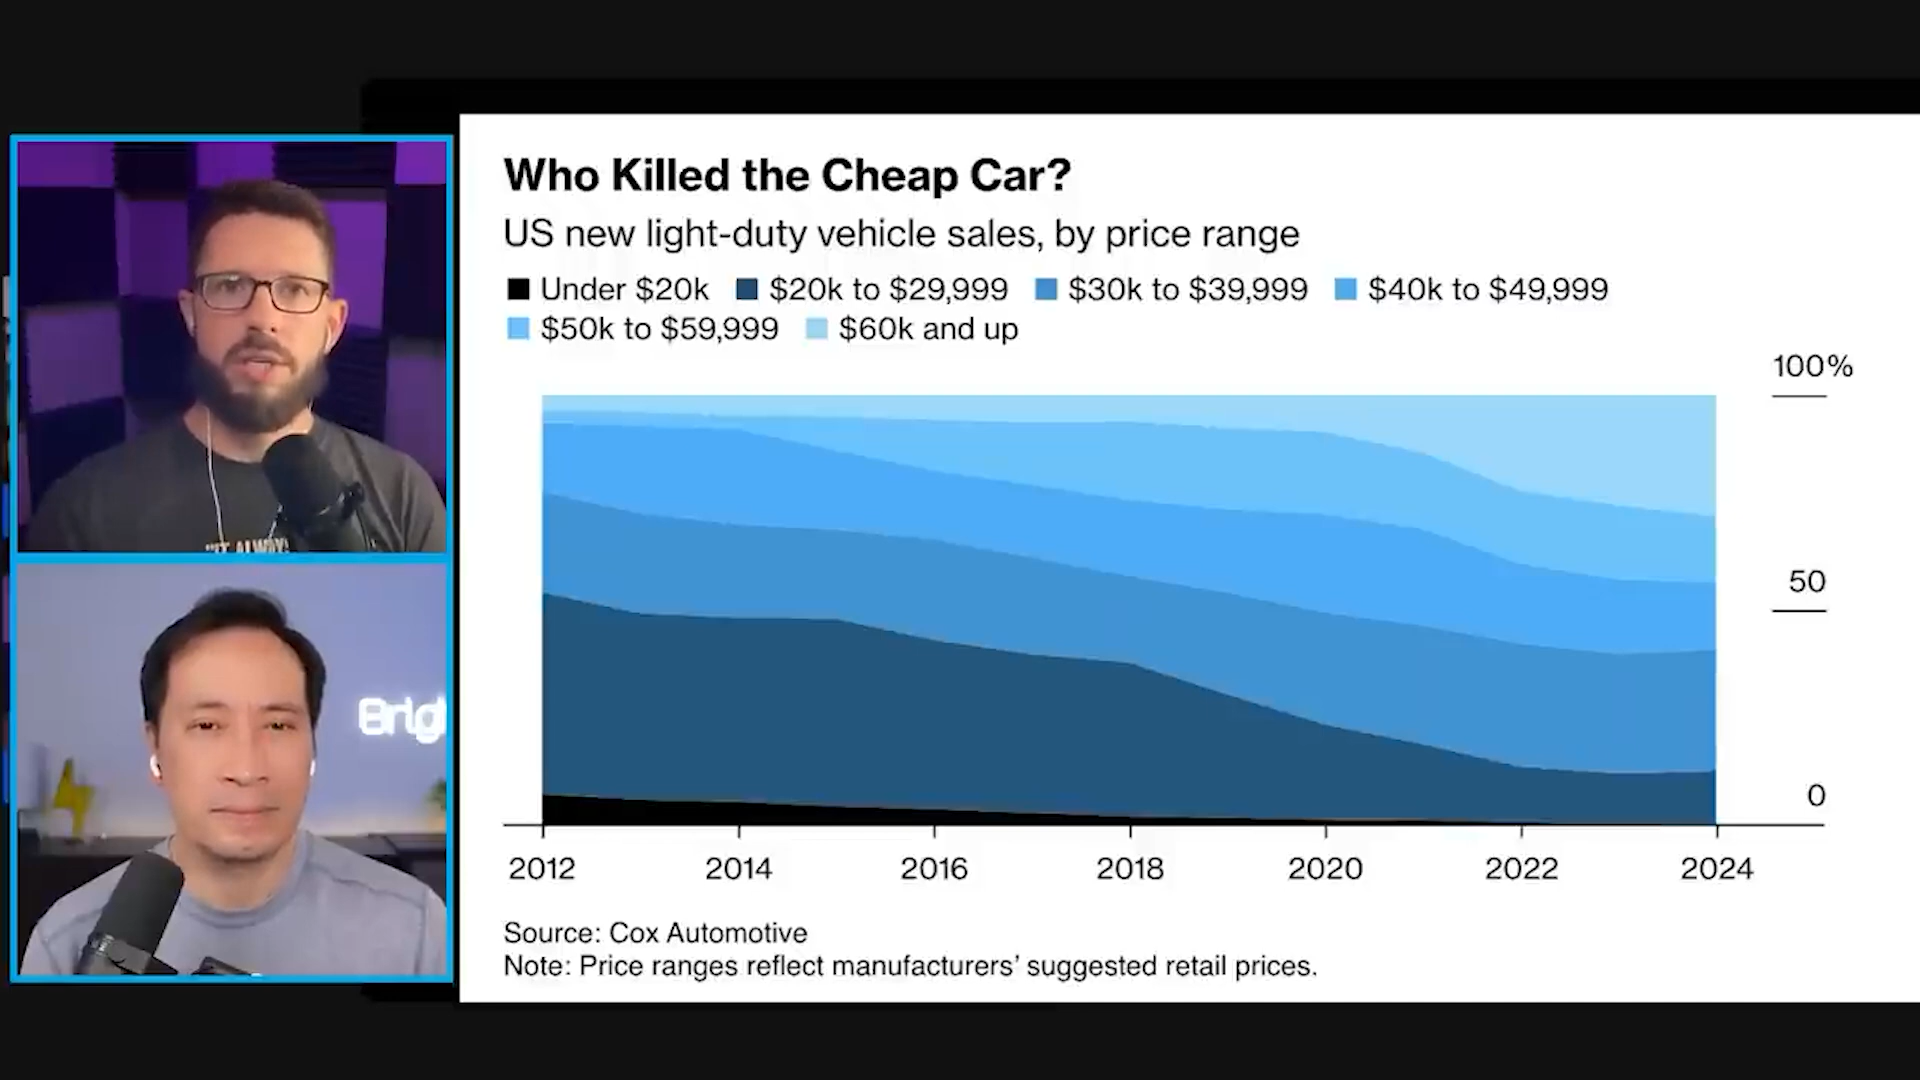 Who Killed the Cheap Car?
US new light-duty vehicle sales, by price range
Under $20k $20k to $29,999 $30k to $39,999 $40k to $49,999
$50k to $59,999 $60k and up
100%
50
0
2012 2014 2016 2018 2020 2022 2024
Source: Cox Automotive
Note: Price ranges reflect manufacturers’ suggested retail prices.
ALWAYS
Brig